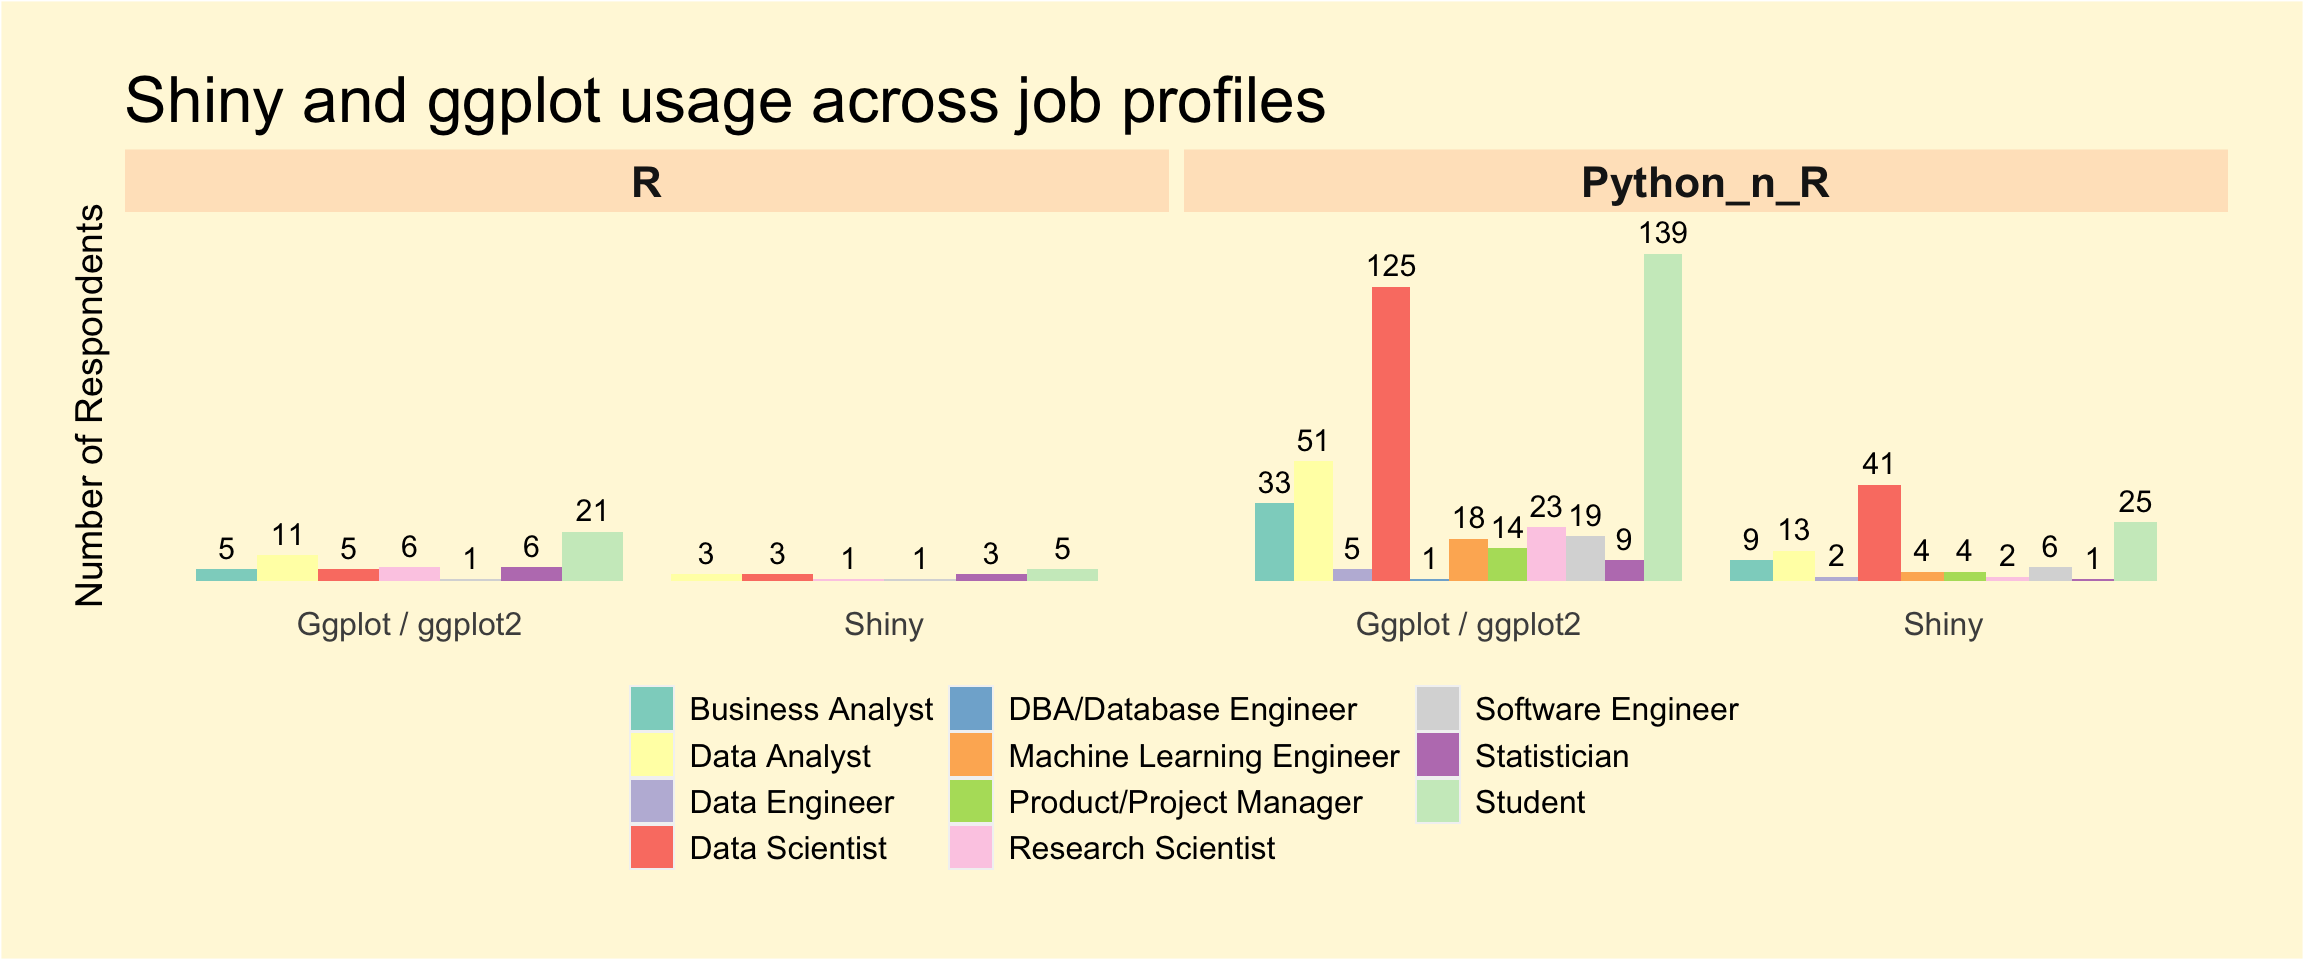 Shiny and ggplot usage across job profiles
R
Python_n_R
Number of Respondents
5 11 5 6 1 6 21
3 3 1 1 3 5
33 51 5 125 1 18 14 23 19 9 139
9 13 2 41 4 4 2 6 1 25
Ggplot / ggplot2
Shiny
Ggplot / ggplot2
Shiny
Business Analyst
Data Analyst
Data Engineer
Data Scientist
DBA/Database Engineer
Machine Learning Engineer
Product/Project Manager
Research Scientist
Software Engineer
Statistician
Student